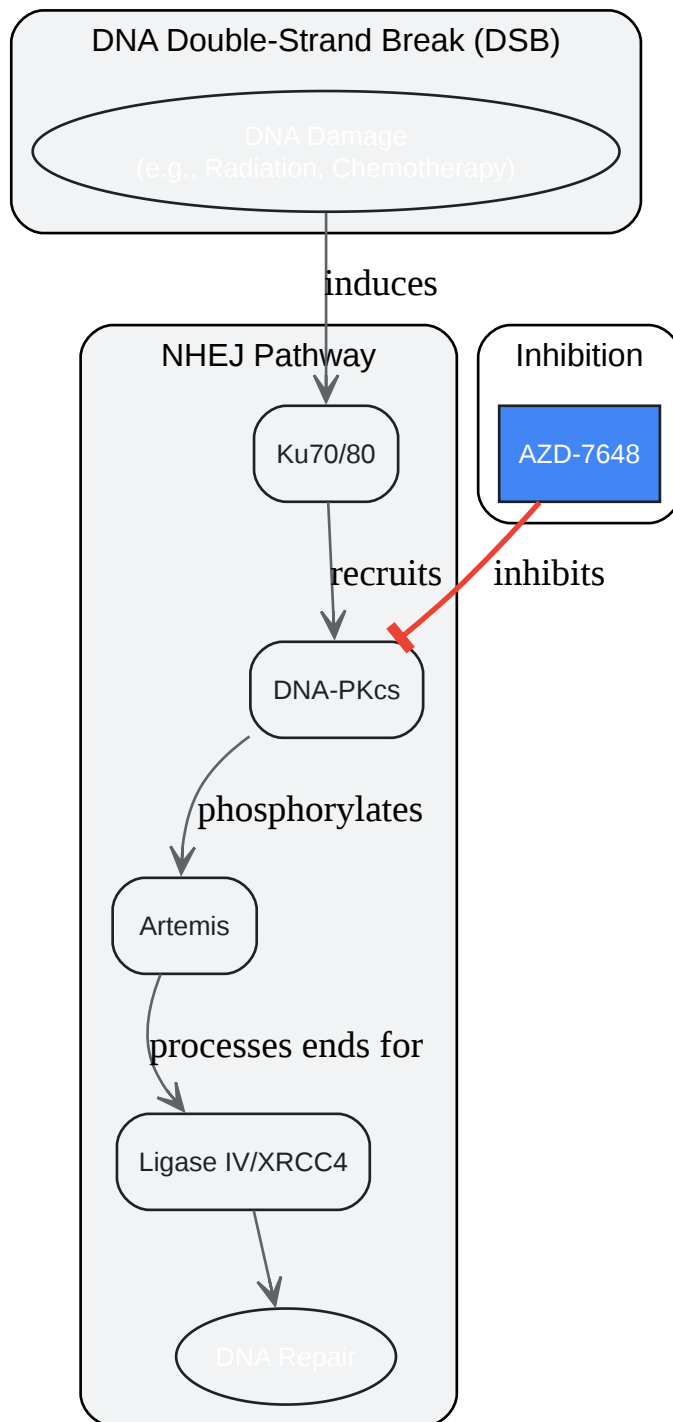 DNA Double-Strand Break (DSB)
DNA Damage
(e.g., Radiation, Chemotherapy)
induces
NHEJ Pathway
Inhibition
Ku70/80
AZD-7648
recruits
inhibits
DNA-PKcs
phosphorylates
Artemis
processes ends for
Ligase IV/XRCC4
DNA Repair